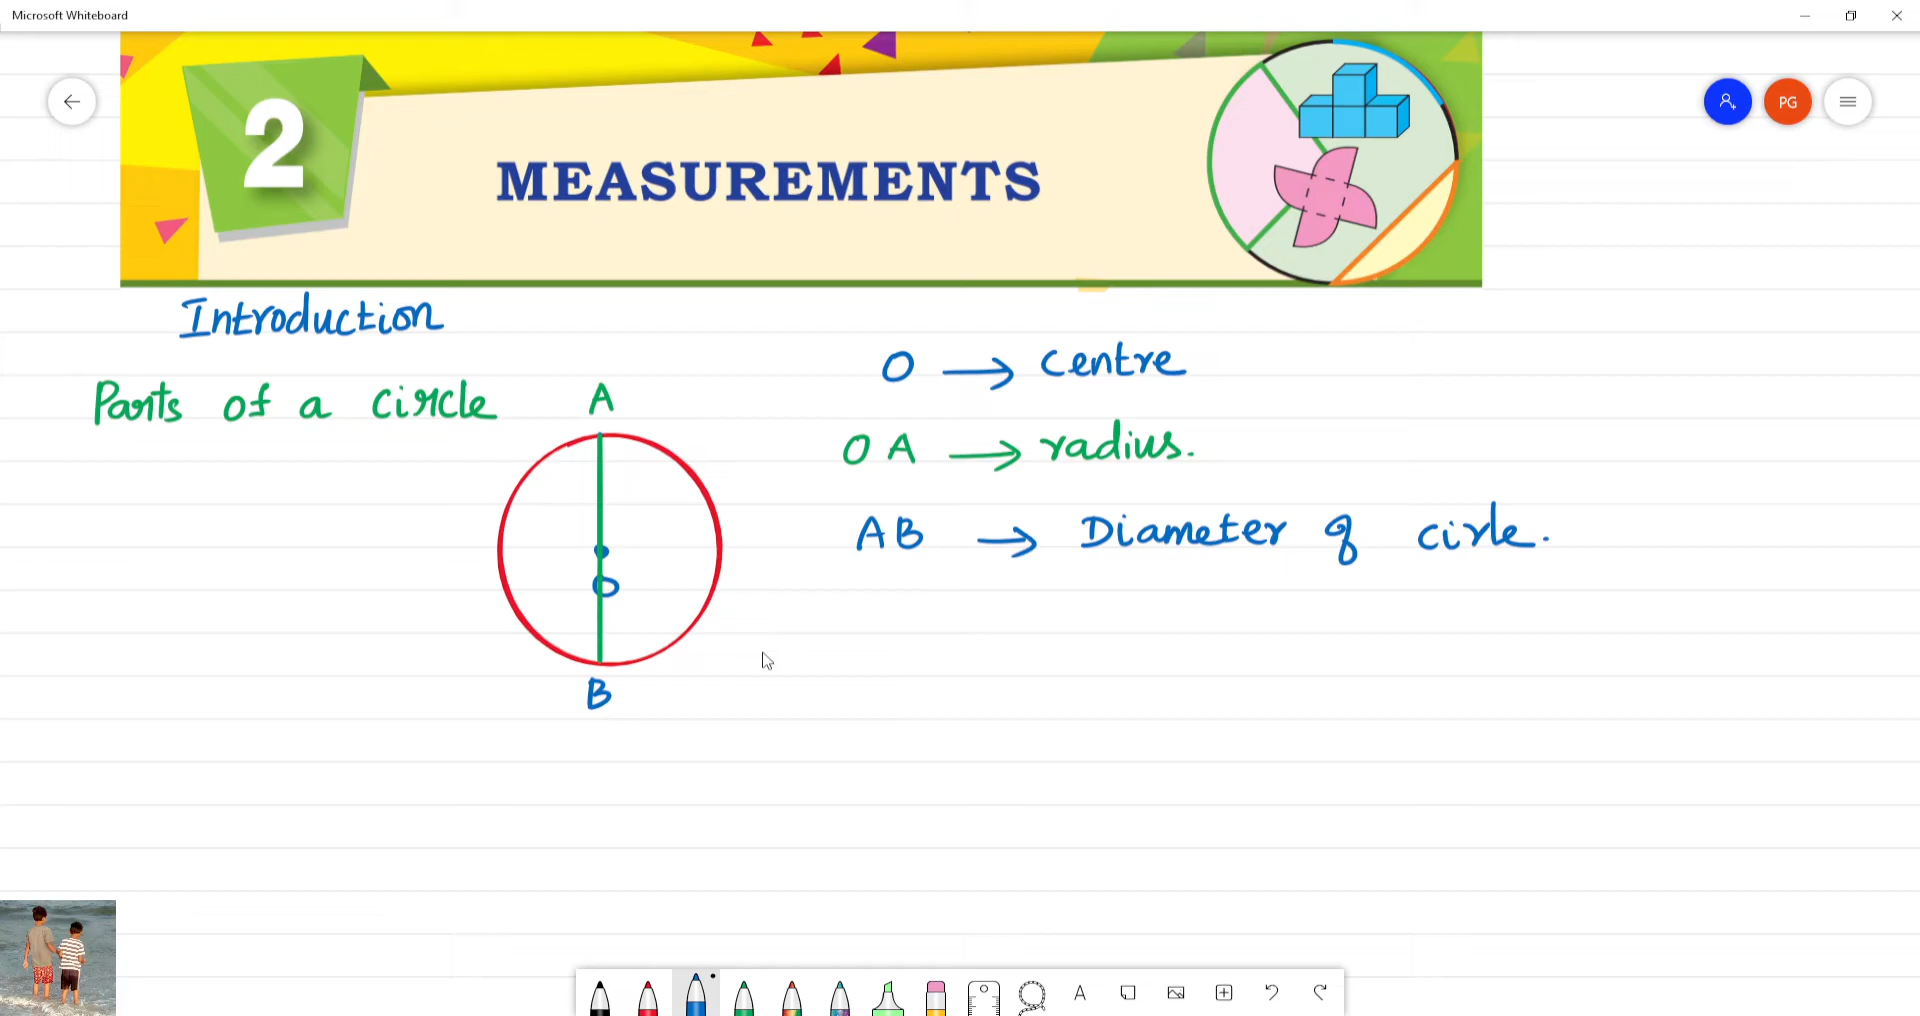 Microsoft Whiteboard
2
MEASUREMENTS
PG
Introduction
O → Centre
Parts of a circle
A
O A → radius.
AB → Diameter of cirle.
O
B
A